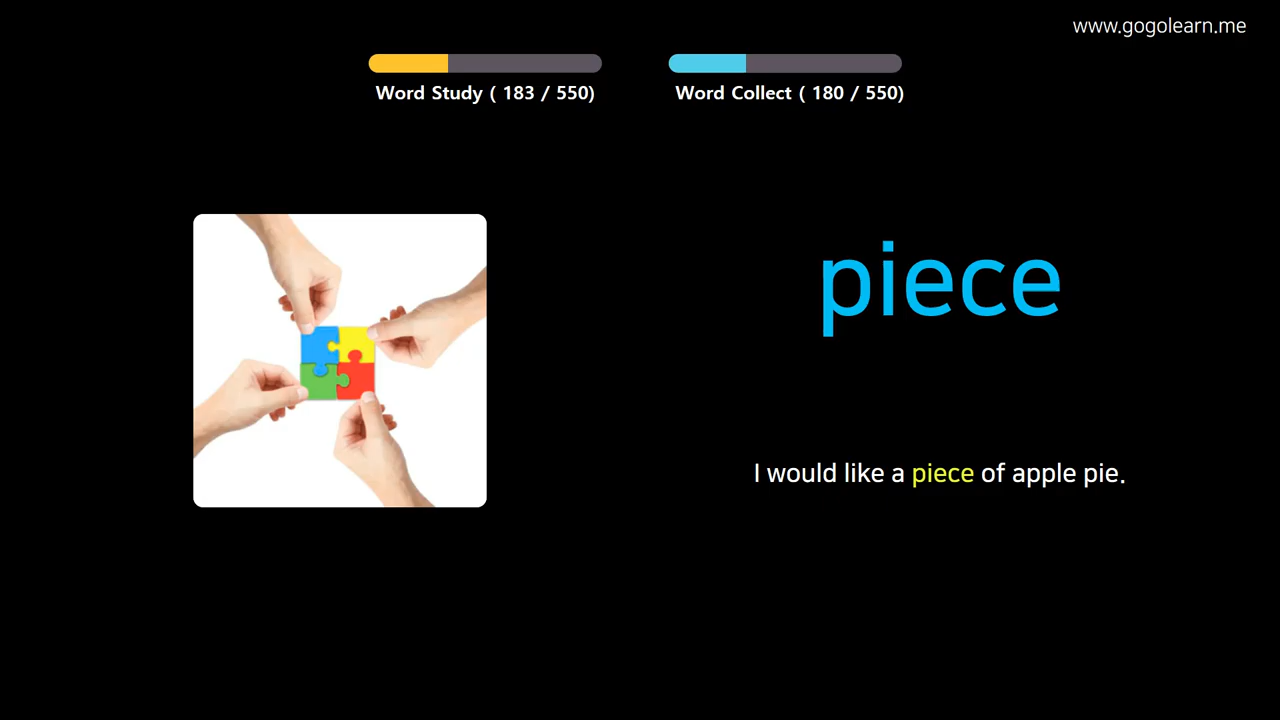 www.gogolearn.me
Word Study ( 183 / 550)
Word Collect ( 180 / 550)
piece
I would like a piece of apple pie.